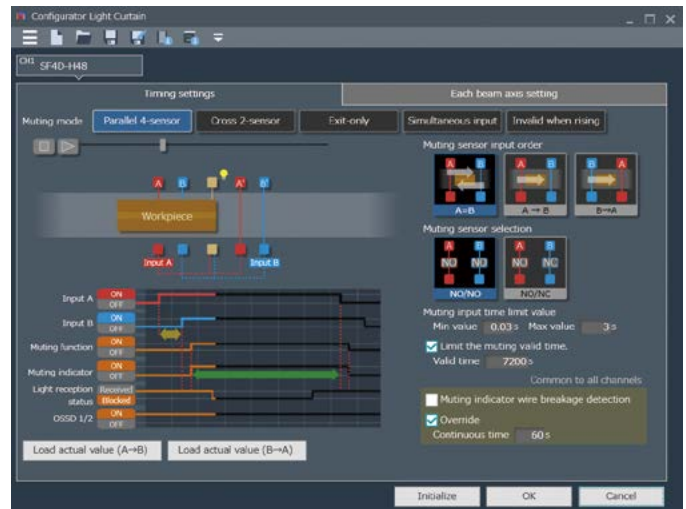 Configurator Light Curtain
CH1 SF4D-H48
Timing settings
Each beam axis setting
Muting mode Parallel 4-sensor Cross 2-sensor Exit-only Simultaneous input Invalid when rising
Muting sensor input order
A B A B A B
A=B A → B B→A
Muting sensor selection
A B A B
NO NO NO NC
NO/NO NO/NC
Muting input time limit value
Min value 0.03 s Max value 3 s
Limit the muting valid time.
Valid time 7200 s
Common to all channels
Muting indicator wire breakage detection
Override
Continuous time 60 s
A B A' B'
Workpiece
Input A Input B
Input A ON OFF
Input B ON OFF
Muting function ON OFF
Muting indicator ON OFF
Light reception status Received Blocked
OSSD 1/2 ON OFF
Load actual value (A→B) Load actual value (B→A)
Initialize OK Cancel